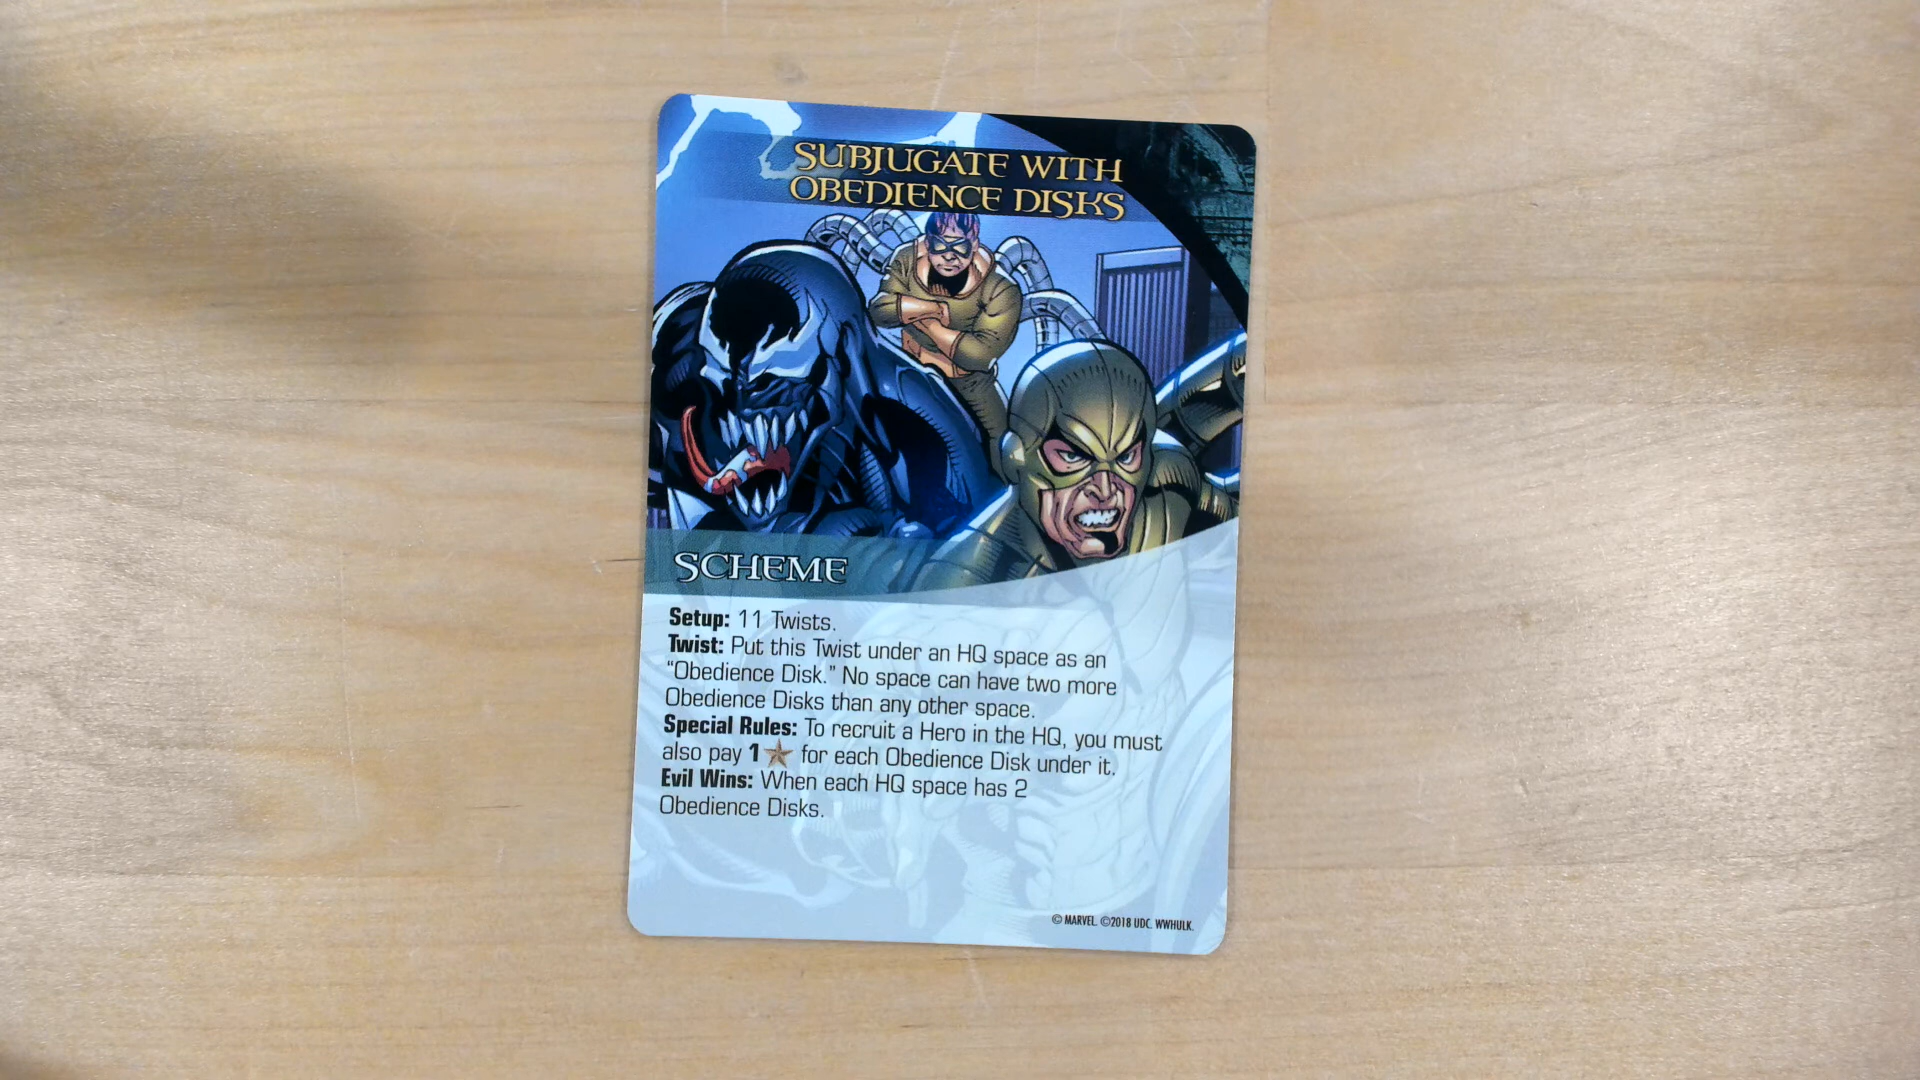 SUBJUGATE WITH
OBEDIENCE DISKS
SCHEME
Setup: 11 Twists.
Twist: Put this Twist under an HQ space as an
“Obedience Disk.” No space can have two more
Obedience Disks than any other space.
Special Rules: To recruit a Hero in the HQ, you must
also pay 1 for each Obedience Disk under it.
Evil Wins: When each HQ space has 2
Obedience Disks.
© MARVEL. ©2018 UDC. WWHULK.